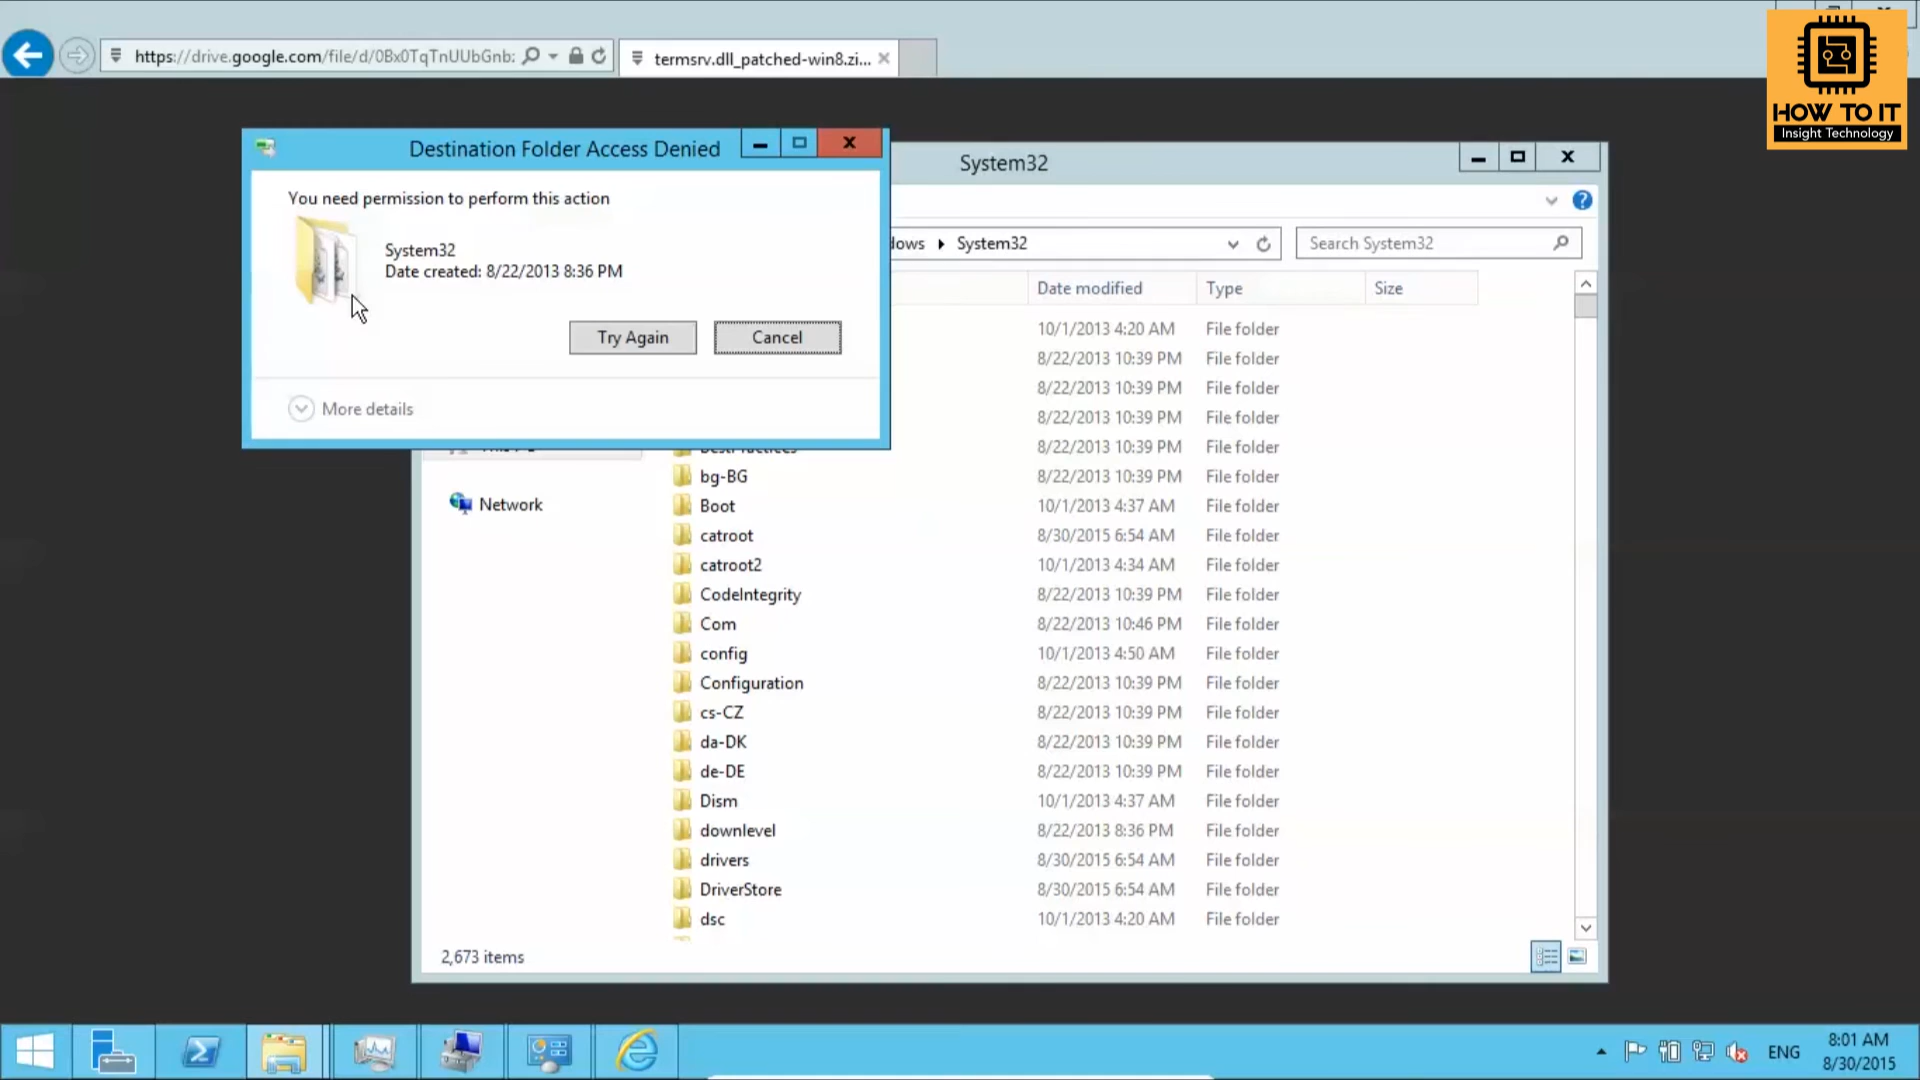 https://drive.google.com/file/d/0Bx0TqTnUUbGnb:
termsrv.dll_patched-win8.zi...
HOW TO IT
Insight Technology
Destination Folder Access Denied
You need permission to perform this action
System32
Date created: 8/22/2013 8:36 PM
Try Again
Cancel
More details
System32
System32
Search System32
Date modified Type Size
10/1/2013 4:20 AM File folder
8/22/2013 10:39 PM File folder
8/22/2013 10:39 PM File folder
8/22/2013 10:39 PM File folder
8/22/2013 10:39 PM File folder
bg-BG 8/22/2013 10:39 PM File folder
Boot 10/1/2013 4:37 AM File folder
catroot 8/30/2015 6:54 AM File folder
catroot2 10/1/2013 4:34 AM File folder
CodeIntegrity 8/22/2013 10:39 PM File folder
Com 8/22/2013 10:46 PM File folder
config 10/1/2013 4:50 AM File folder
Configuration 8/22/2013 10:39 PM File folder
cs-CZ 8/22/2013 10:39 PM File folder
da-DK 8/22/2013 10:39 PM File folder
de-DE 8/22/2013 10:39 PM File folder
Dism 10/1/2013 4:37 AM File folder
downlevel 8/22/2013 8:36 PM File folder
drivers 8/30/2015 6:54 AM File folder
DriverStore 8/30/2015 6:54 AM File folder
dsc 10/1/2013 4:20 AM File folder
Network
2,673 items
ENG
8:01 AM
8/30/2015